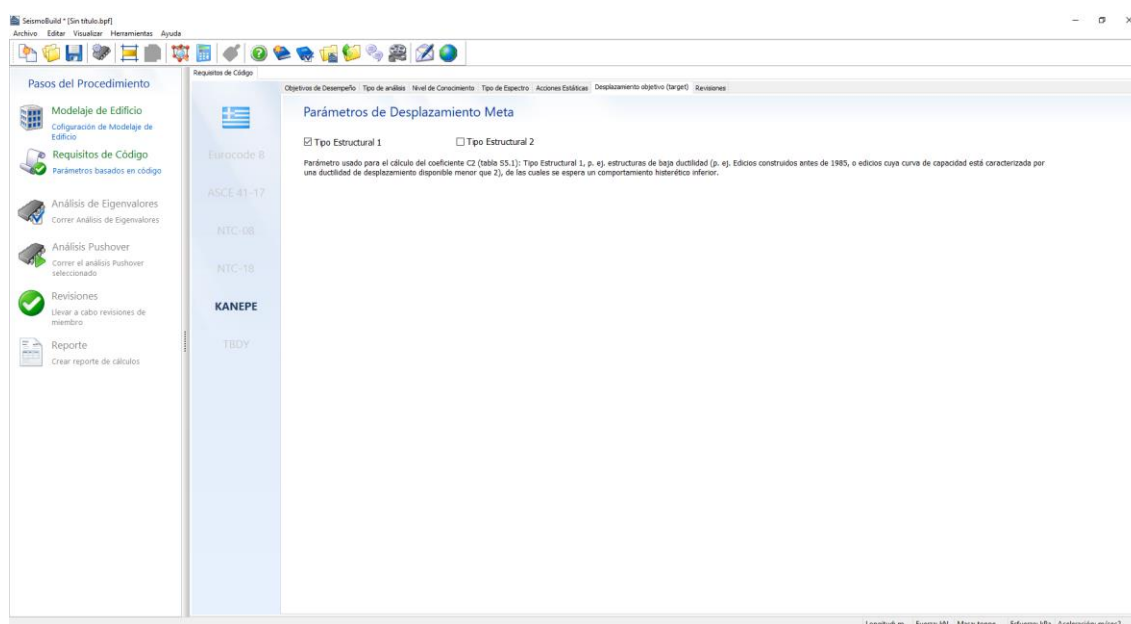 SeismoBuild * [Sin título.bpf]
Archivo Editar Visualizar Herramientas Ayuda
Pasos del Procedimiento
Modelaje de Edificio
Cofiguración de Modelaje de
Edificio
Requisitos de Código
Parámetros basados en código
Análisis de Eigenvalores
Correr Análisis de Eigenvalores
Análisis Pushover
Correr el análisis Pushover
seleccionado
Revisiones
Llevar a cabo revisiones de
miembro
Reporte
Crear reporte de cálculos
Requisitos de Código
Eurocode 8
ASCE 41-17
NTC-08
NTC-18
KANEPE
TBDY
Objetivos de Desempeño Tipo de análisis Nivel de Conocimiento Tipo de Espectro Acciones Estáticas Desplazamiento objetivo (target) Revisiones
Parámetros de Desplazamiento Meta
Tipo Estructural 1 Tipo Estructural 2
Parámetro usado para el cálculo del coeficiente C2 (tabla S5.1): Tipo Estructural 1, p. ej. estructuras de baja ductilidad (p. ej. Edicios construidos antes de 1985, o edicios cuya curva de capacidad está caracterizada por
una ductilidad de desplazamiento disponible menor que 2), de las cuales se espera un comportamiento histerético inferior.